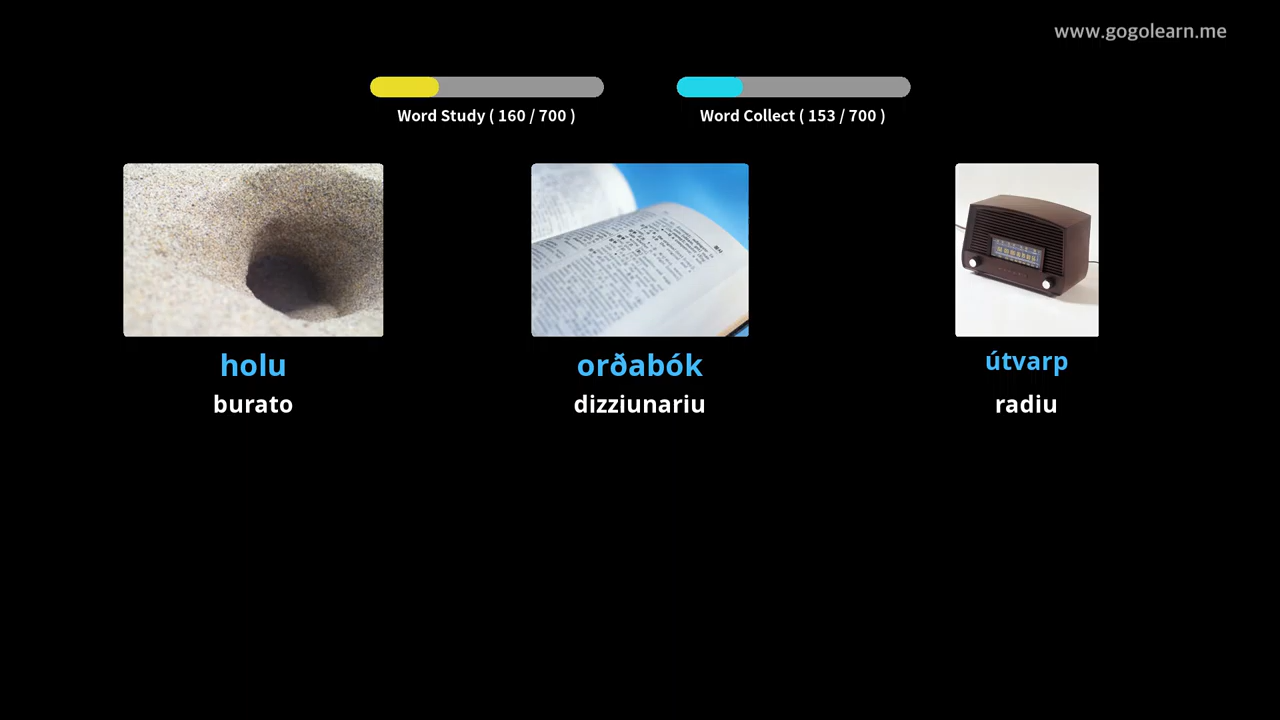 www.gogolearn.me
Word Study ( 160 / 700 )
Word Collect ( 153 / 700 )
holu
orðabók
útvarp
burato
dizziunariu
radiu